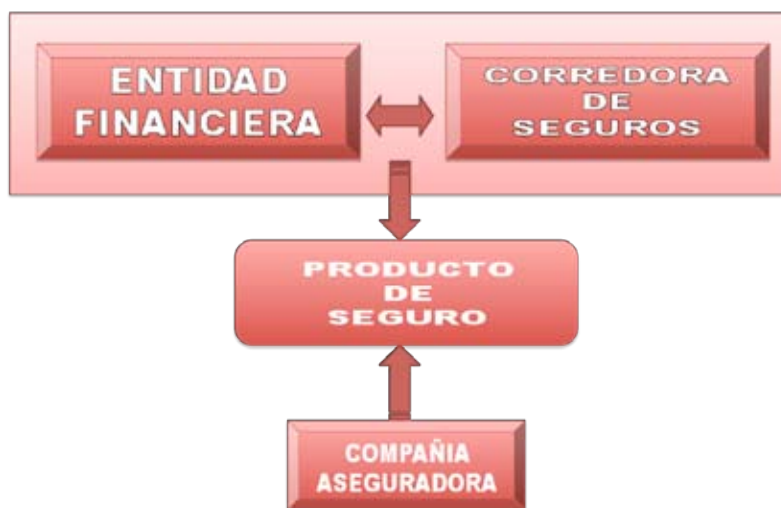 ENTIDAD
FINANCIERA
CORREDORA
DE
SEGUROS
PRODUCTO
DE
SEGURO
COMPAÑIA
ASEGURADORA